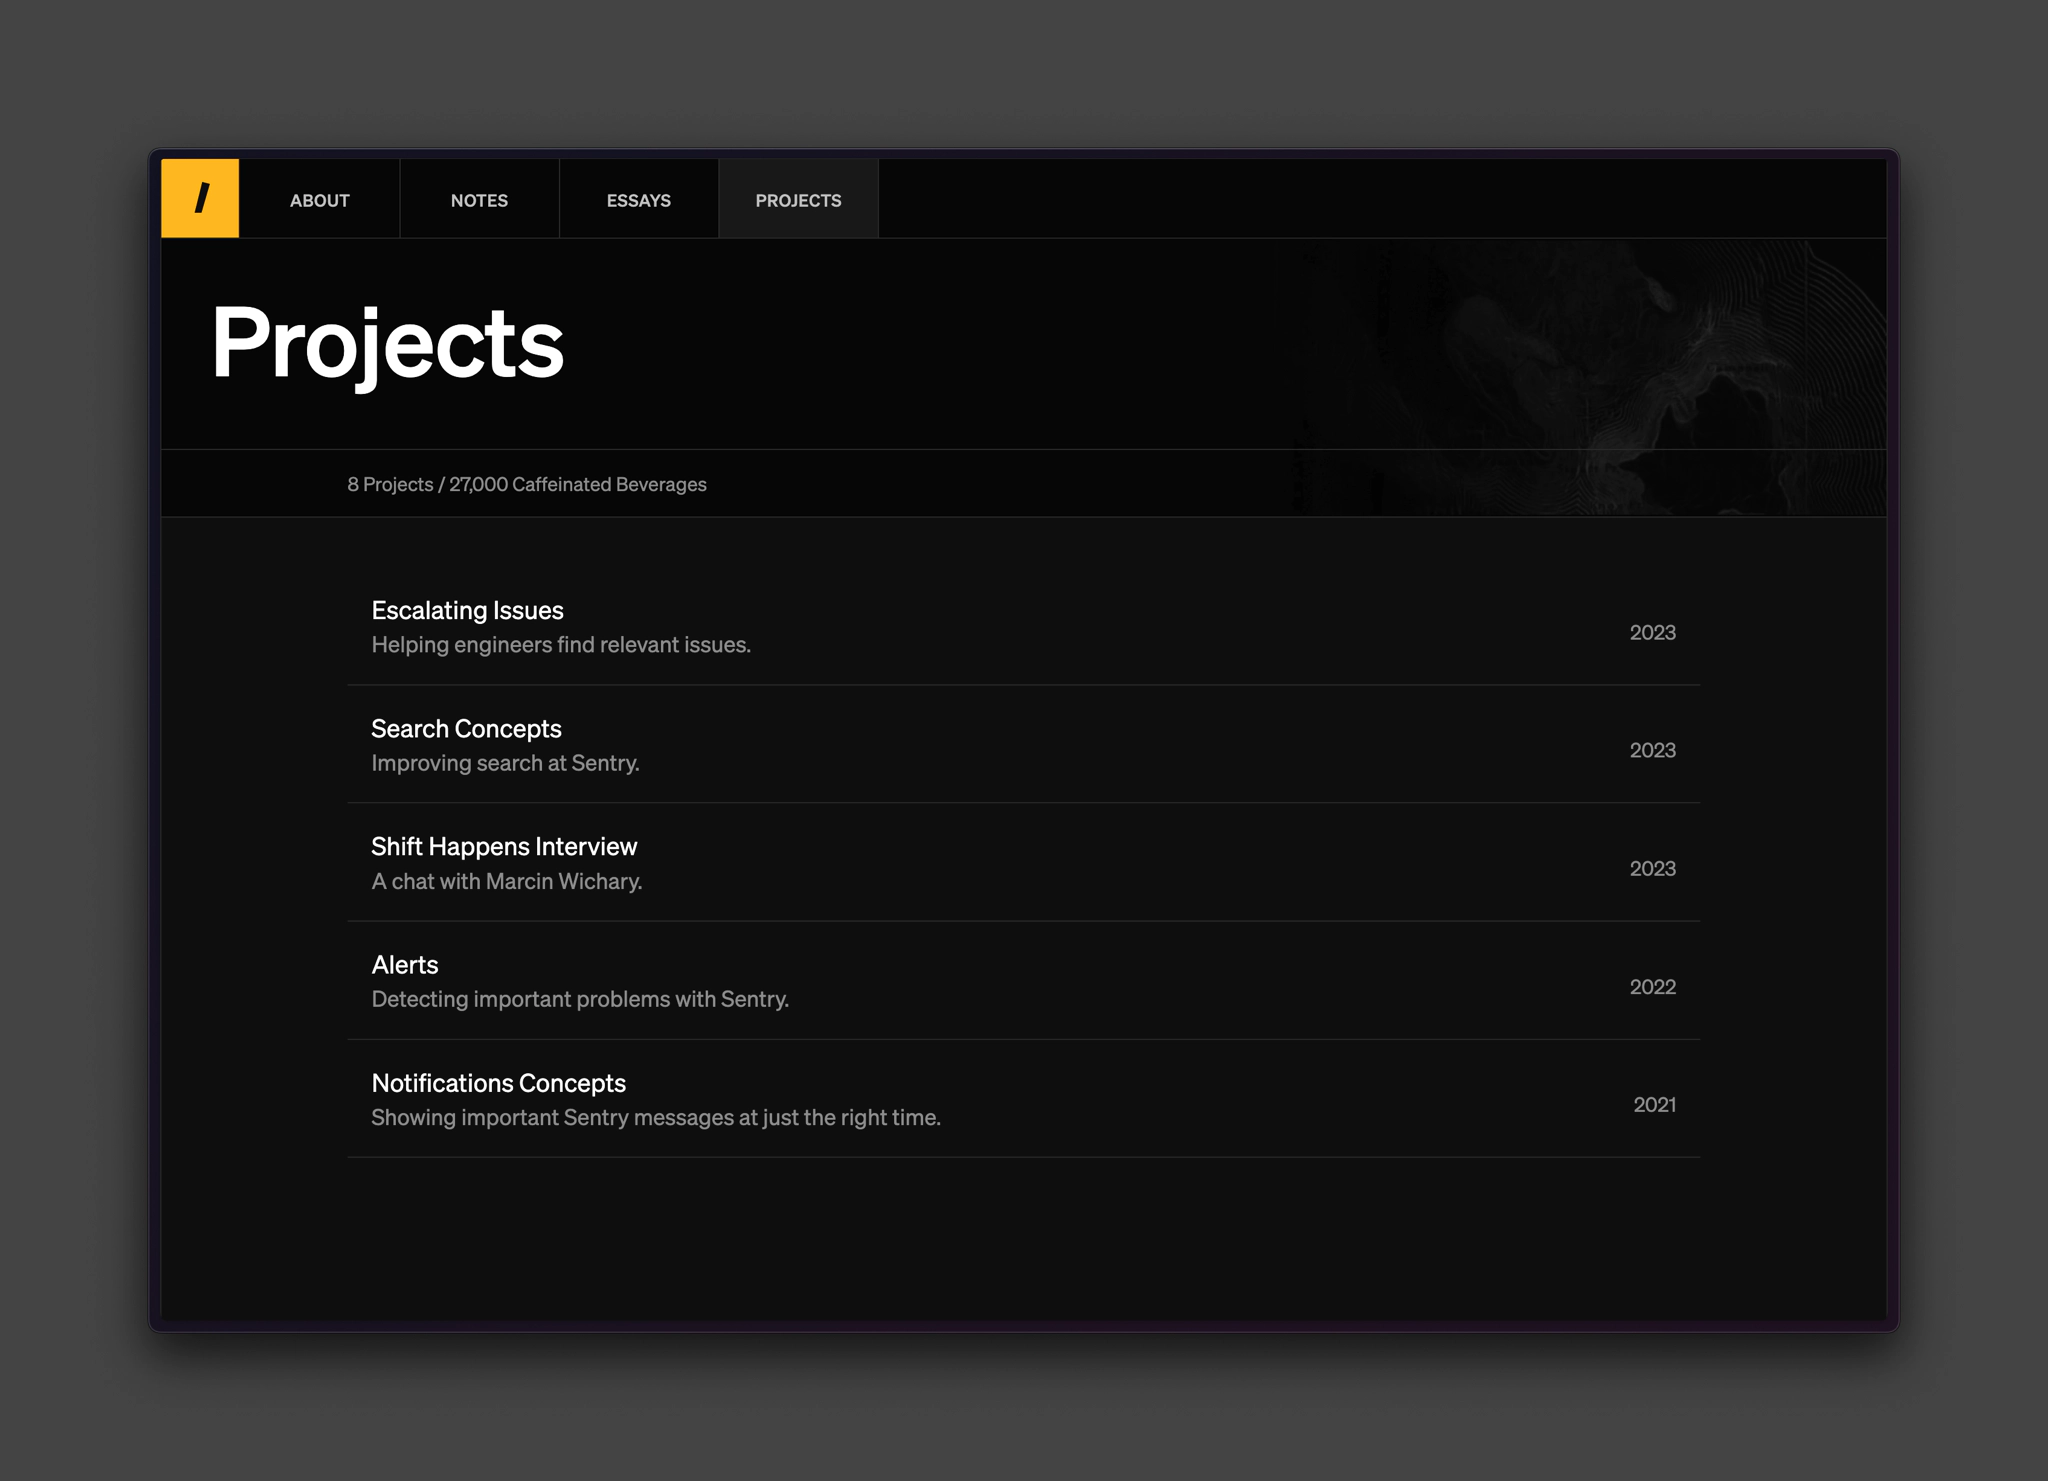 /
ABOUT
NOTES
ESSAYS
PROJECTS
Projects
8 Projects / 27,000 Caffeinated Beverages
Escalating Issues
Helping engineers find relevant issues.
2023
Search Concepts
Improving search at Sentry.
2023
Shift Happens Interview
A chat with Marcin Wichary.
2023
Alerts
Detecting important problems with Sentry.
2022
Notifications Concepts
Showing important Sentry messages at just the right time.
2021